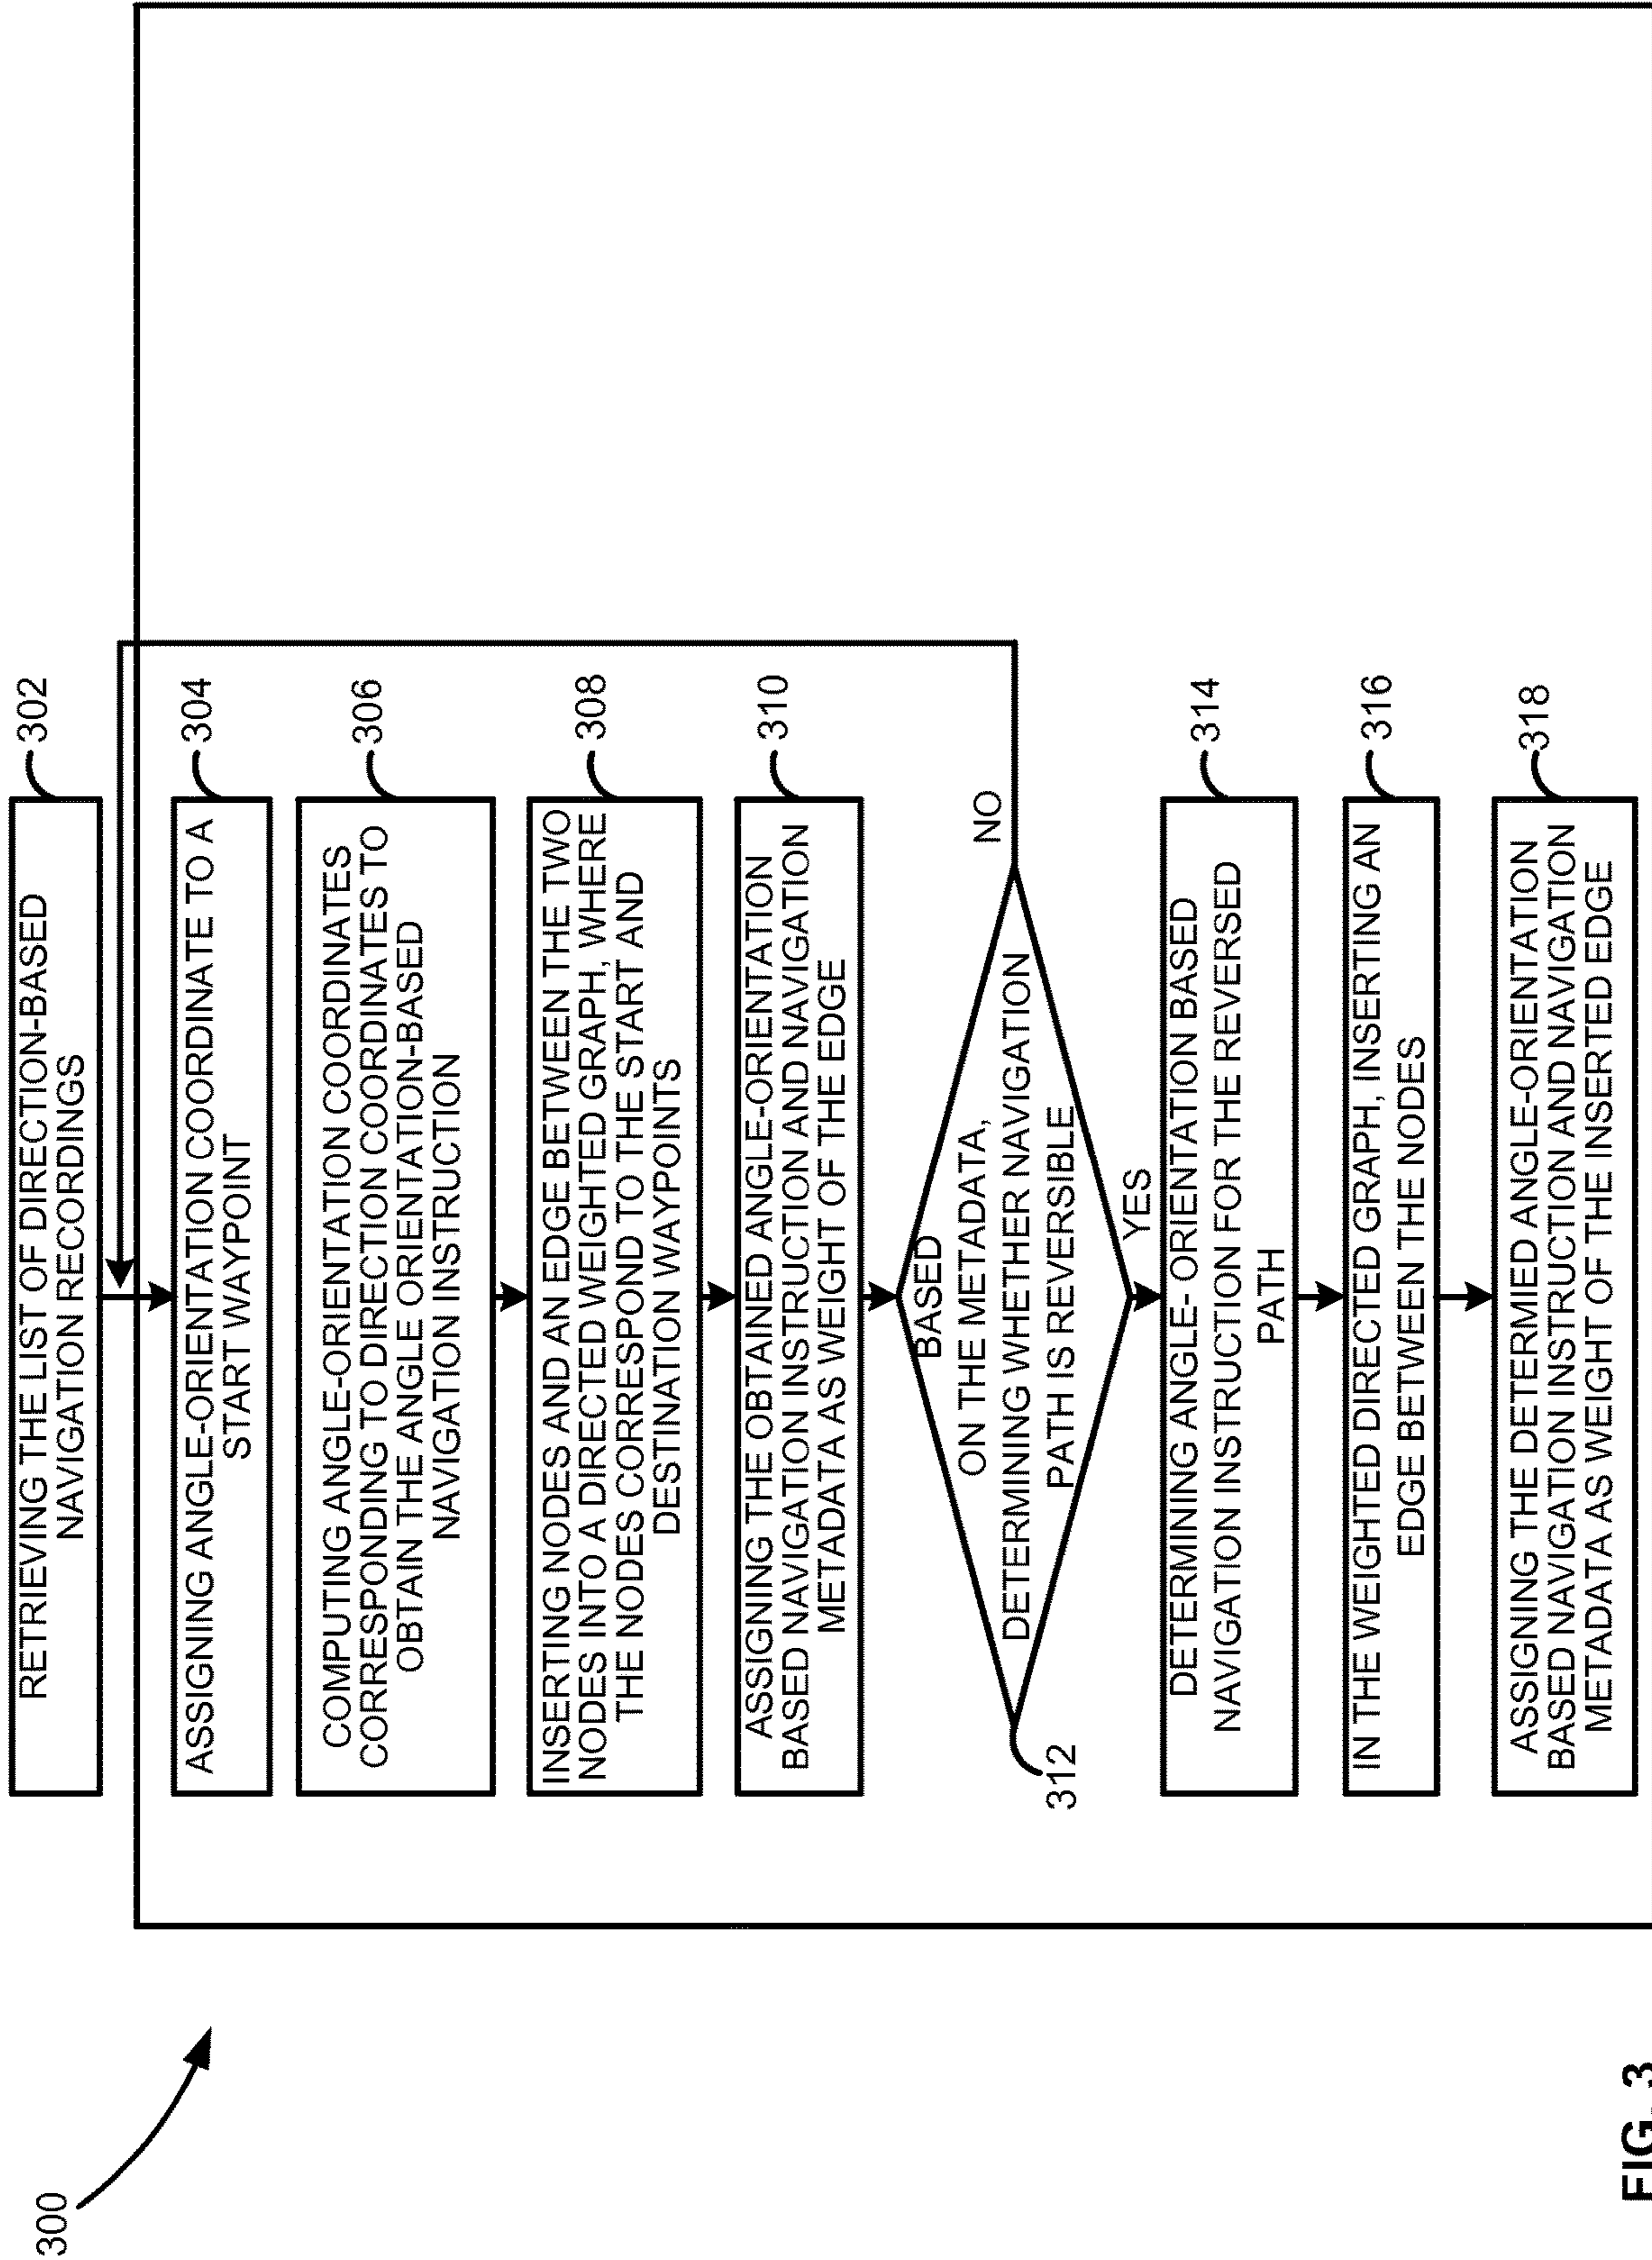 300
RETRIEVING THE LIST OF DIRECTION-BASED
NAVIGATION RECORDINGS
302
ASSIGNING ANGLE-ORIENTATION COORDINATE TO A
START WAYPOINT
304
COMPUTING ANGLE-ORIENTATION COORDINATES
CORRESPONDING TO DIRECTION COORDINATES TO
OBTAIN THE ANGLE ORIENTATION-BASED
NAVIGATION INSTRUCTION
306
INSERTING NODES AND AN EDGE BETWEEN THE TWO
NODES INTO A DIRECTED WEIGHTED GRAPH, WHERE
THE NODES CORRESPOND TO THE START AND
DESTINATION WAYPOINTS
308
ASSIGNING THE OBTAINED ANGLE-ORIENTATION
BASED NAVIGATION INSTRUCTION AND NAVIGATION
METADATA AS WEIGHT OF THE EDGE
310
BASED
ON THE METADATA,
DETERMINING WHETHER NAVIGATION
PATH IS REVERSIBLE
312
NO
YES
DETERMINING ANGLE- ORIENTATION BASED
NAVIGATION INSTRUCTION FOR THE REVERSED
PATH
314
IN THE WEIGHTED DIRECTED GRAPH, INSERTING AN
EDGE BETWEEN THE NODES
316
ASSIGNING THE DETERMIED ANGLE-ORIENTATION
BASED NAVIGATION INSTRUCTION AND NAVIGATION
METADATA AS WEIGHT OF THE INSERTED EDGE
318
FIG. 3